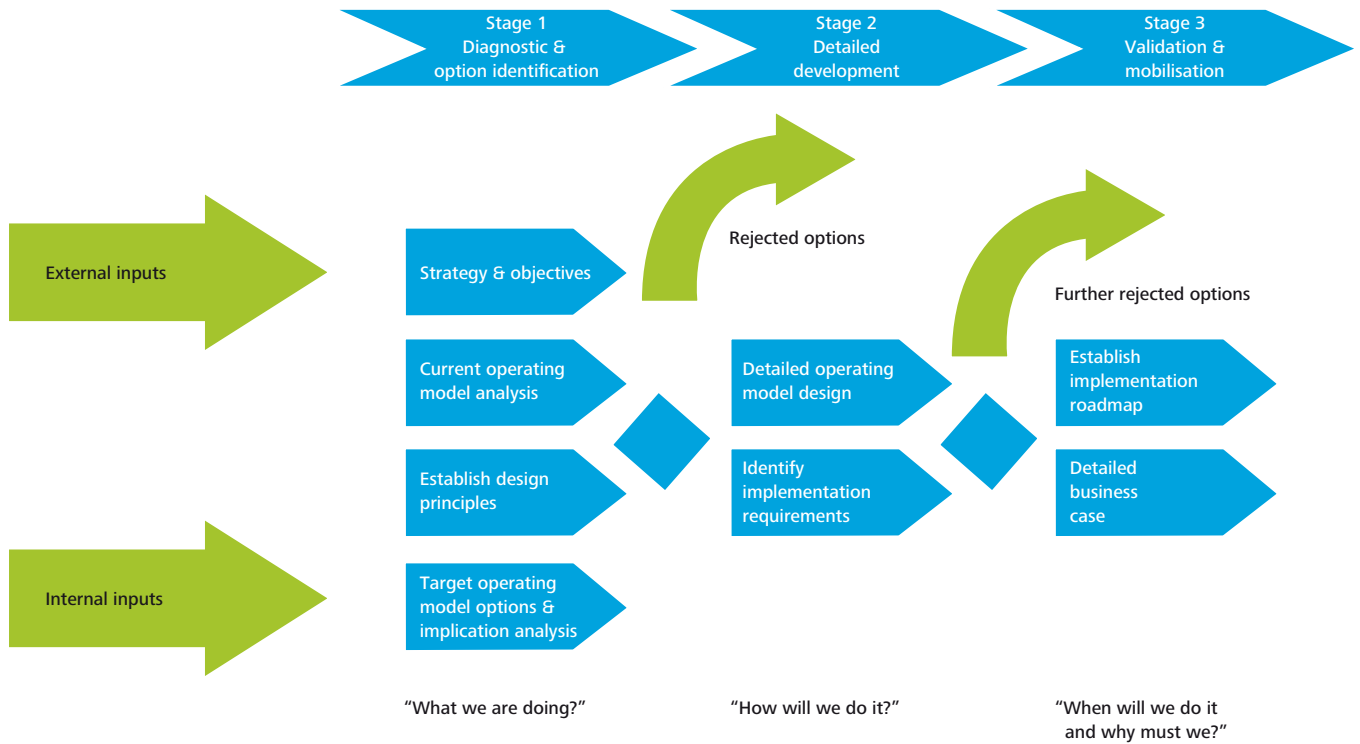 Stage 1
Diagnostic &
option identification
Stage 2
Detailed
development
Stage 3
Validation &
mobilisation
External inputs
Internal inputs
Strategy & objectives
Current operating
model analysis
Establish design
principles
Target operating
model options &
implication analysis
“What we are doing?”
Rejected options
Detailed operating
model design
Identify
implementation
requirements
“How will we do it?”
Further rejected options
Establish
implementation
roadmap
Detailed
business
case
“When will we do it
and why must we?”